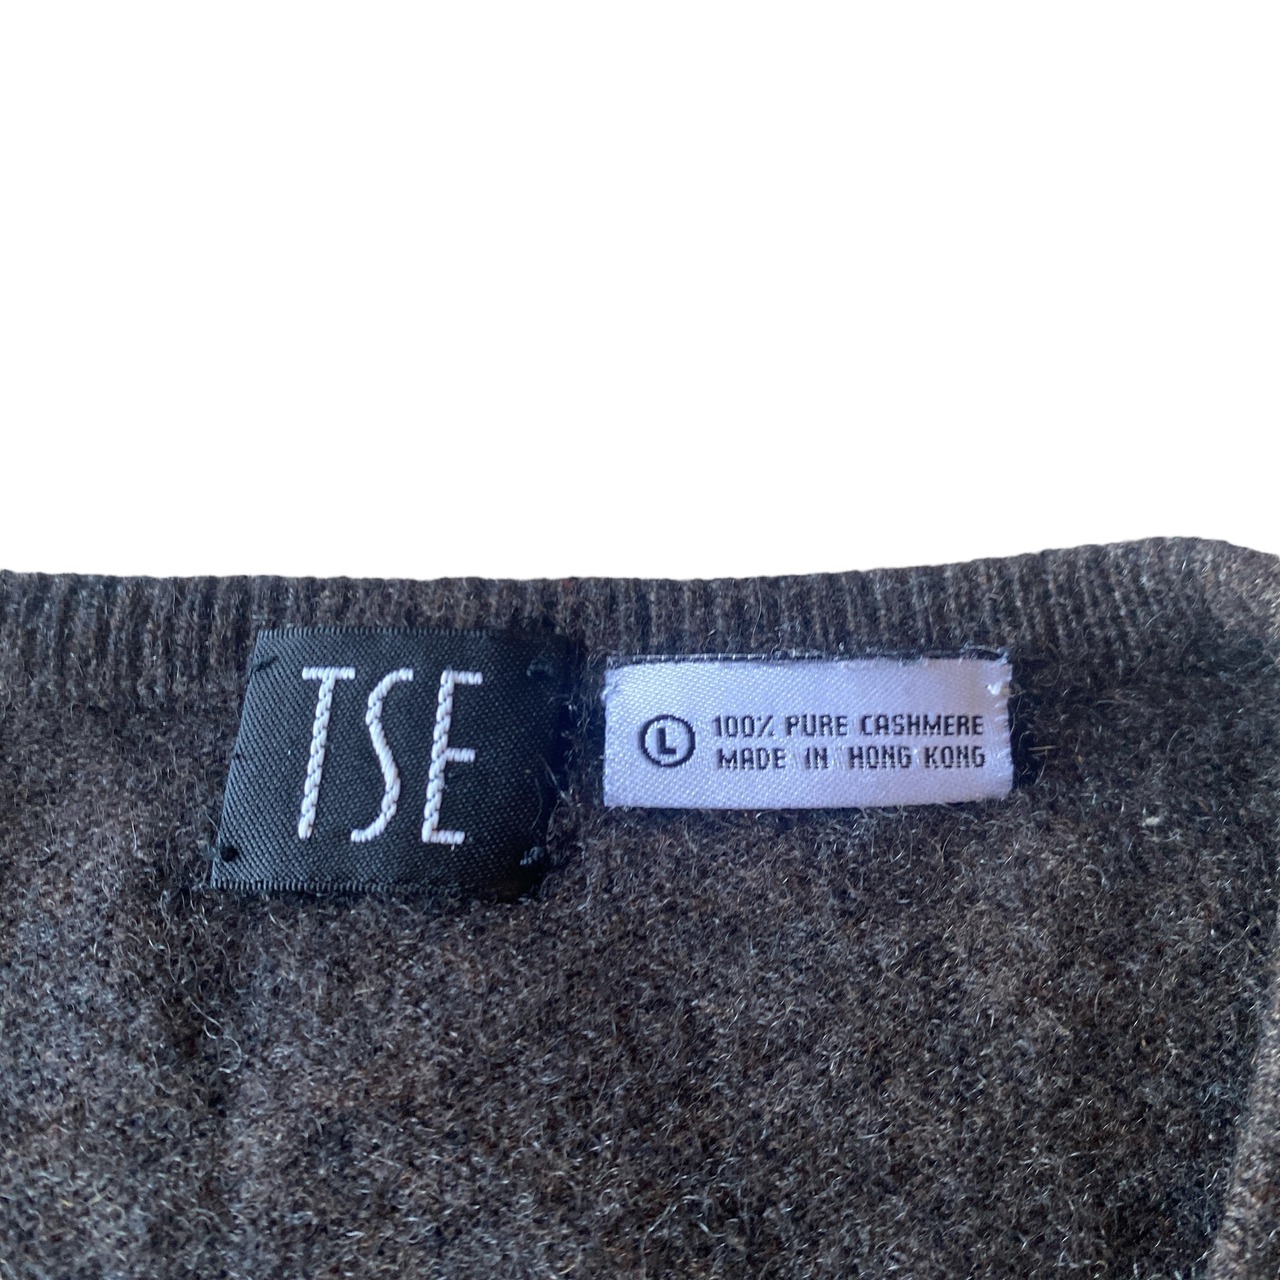 TSE
L 100% PURE CASHMERE
MADE IN HONG KONG